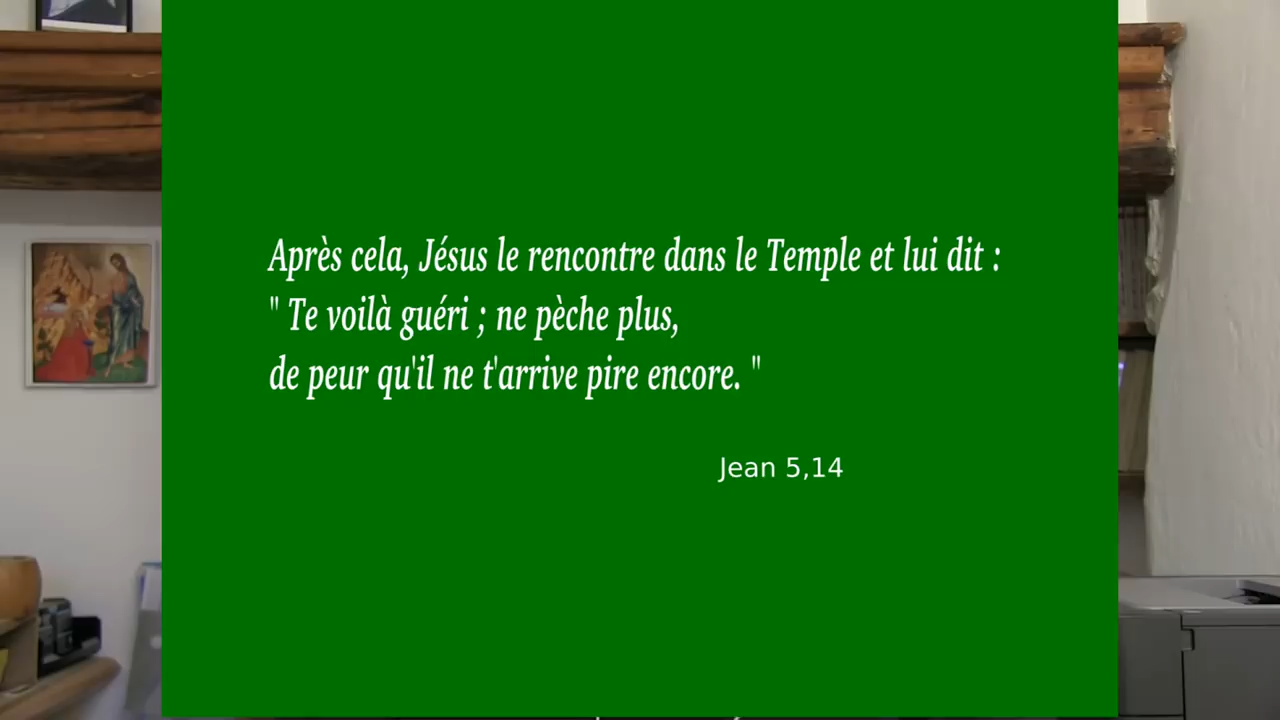 Après cela, Jésus le rencontre dans le Temple et lui dit :
" Te voilà guéri ; ne pèche plus,
de peur qu'il ne t'arrive pire encore. "
Jean 5,14